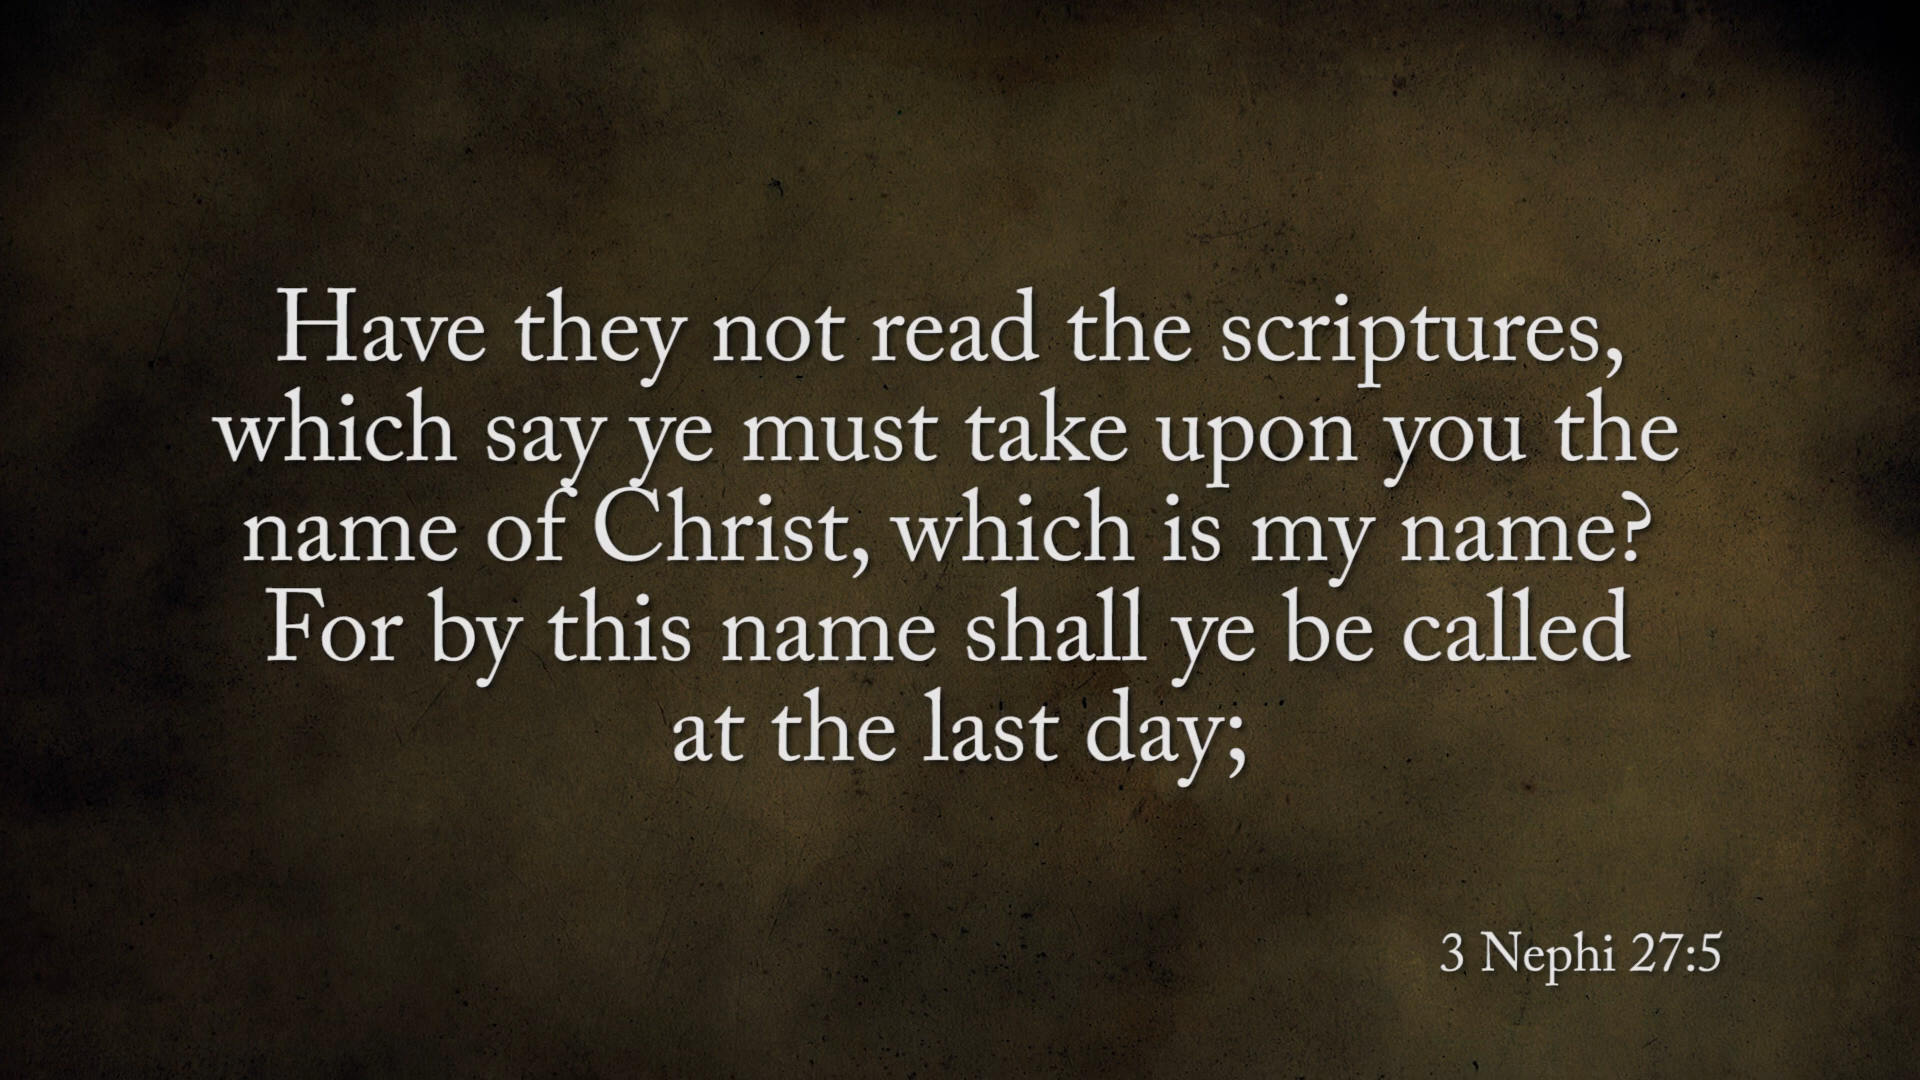 Have they not read the scriptures,
which say ye must take upon you the
name of Christ, which is my name?
For by this name shall ye be called
at the last day;
3 Nephi 27:5